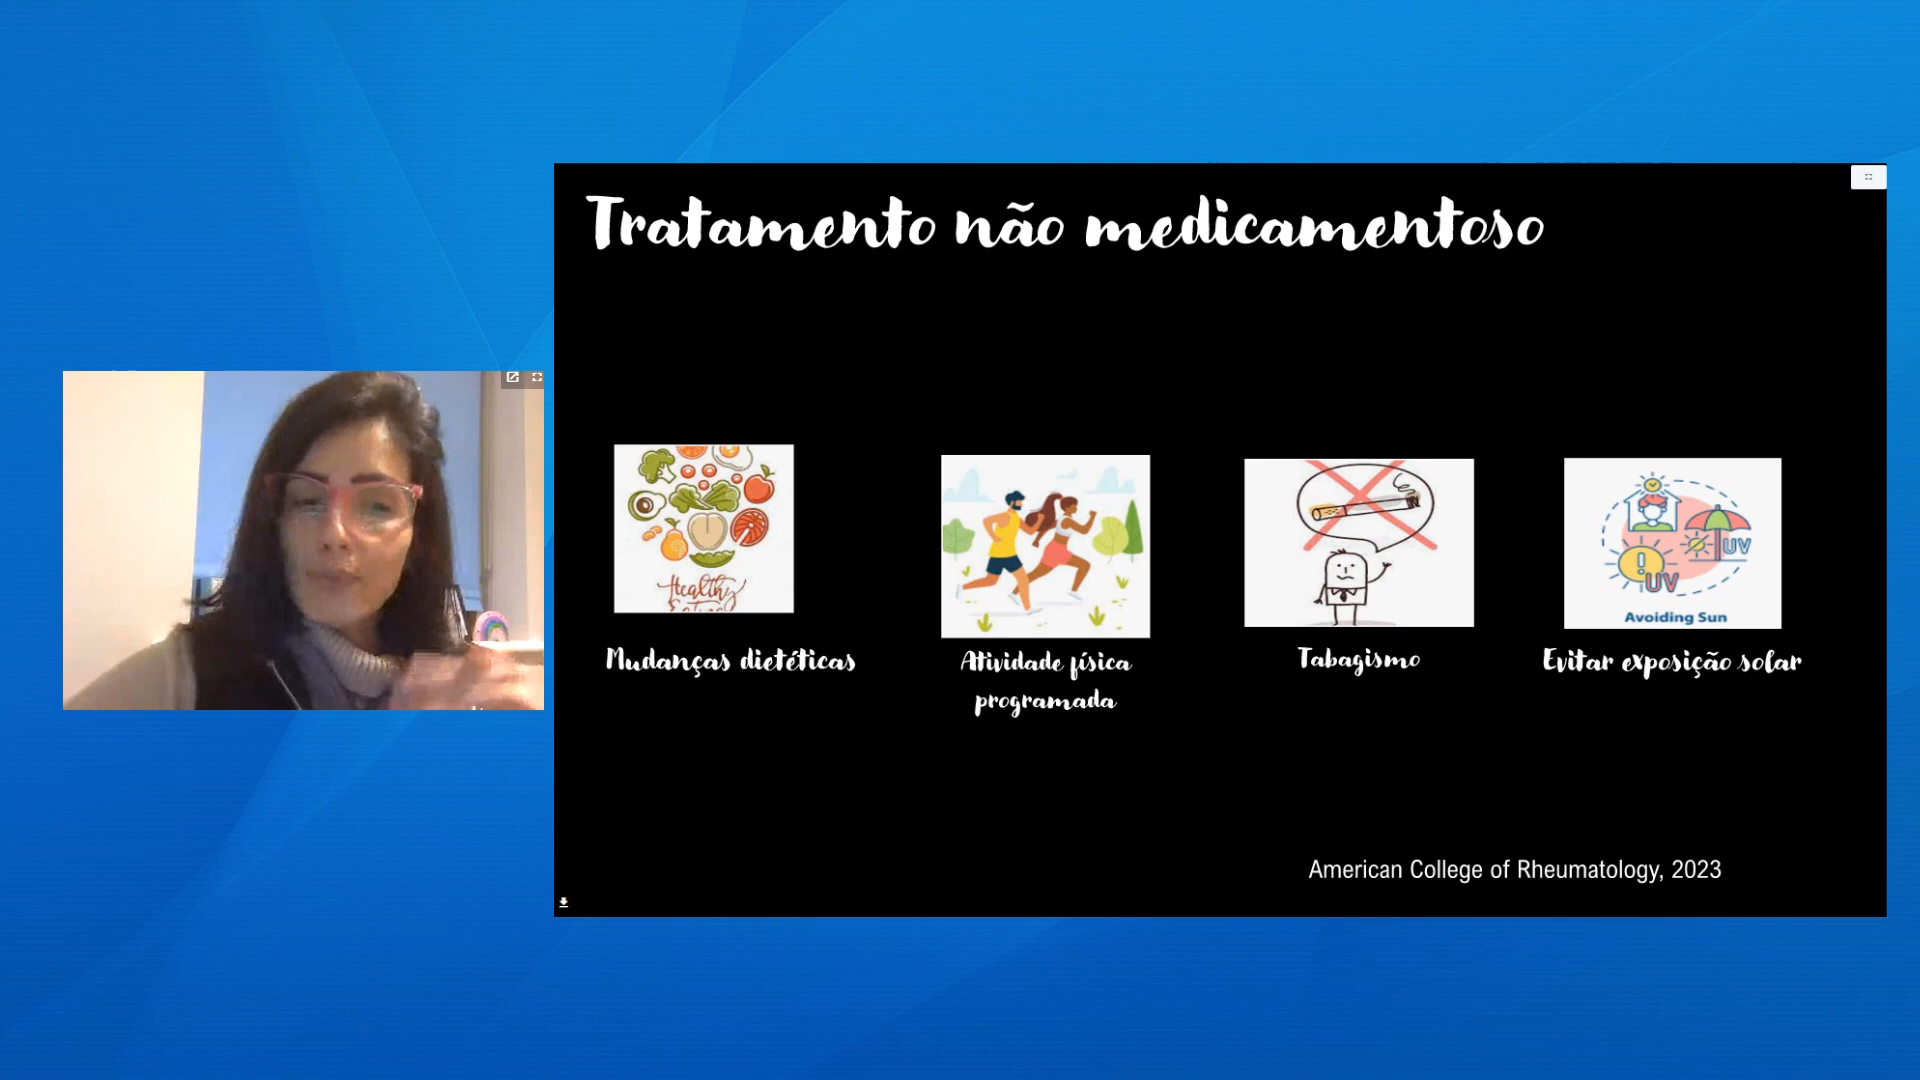 Tratamento não medicamentoso
Healthy
UV
UV
Avoiding Sun
Mudanças dietéticas
Atividade física
programada
Tabagismo
Evitar exposição solar
American College of Rheumatology, 2023